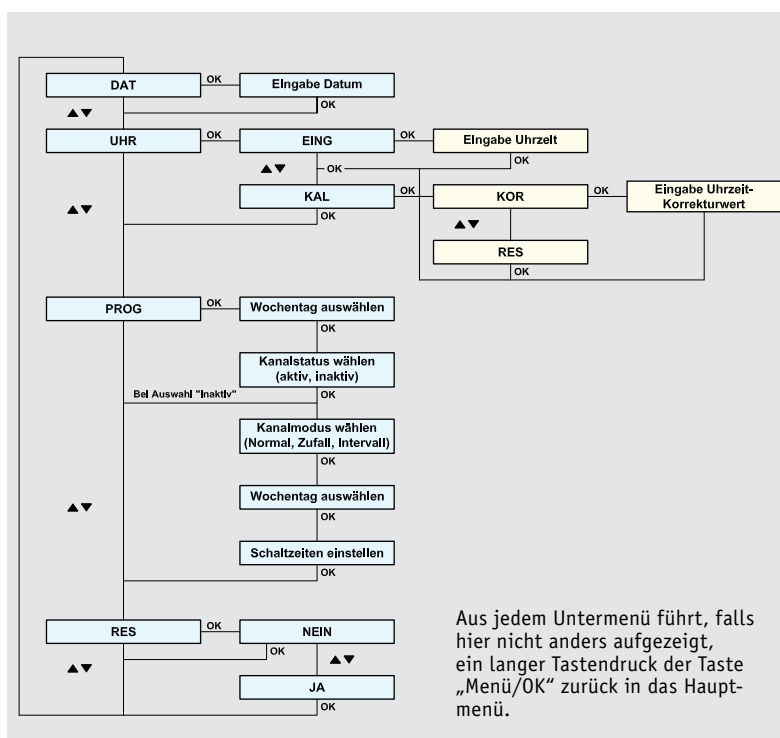 DAT OK Eingabe Datum
▲▼ OK
UHR OK EING OK Eingabe Uhrzeit
▲▼ OK OK
▲▼ KAL OK KOR OK Eingabe Uhrzeit-
Korrekturwert
OK ▲▼
RES
OK
PROG OK Wochentag auswählen
OK
Kanalstatus wählen
(aktiv, inaktiv)
Bei Auswahl "Inaktiv" OK
Kanalmodus wählen
(Normal, Zufall, Intervall)
OK
▲▼ Wochentag auswählen
OK
Schaltzeiten einstellen
OK
RES OK NEIN
▲▼ OK ▲▼
JA
OK
Aus jedem Untermenü führt, falls
hier nicht anders aufgezeigt,
ein langer Tastendruck der Taste
„Menü/OK“ zurück in das Haupt-
menü.